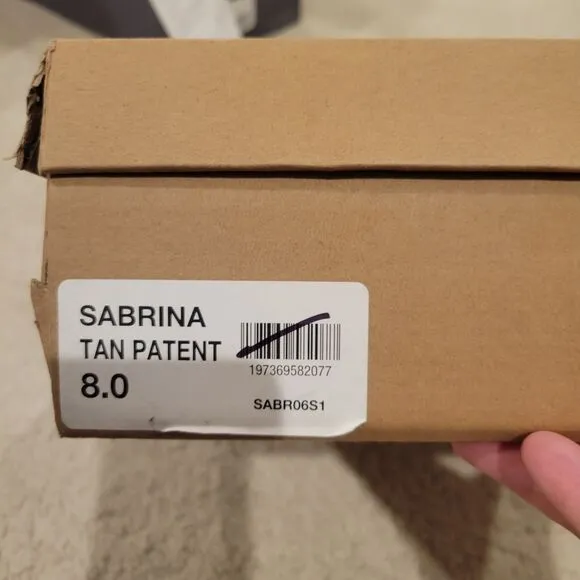 SABRINA
TAN PATENT
8.0
197369582077
SABR06S1